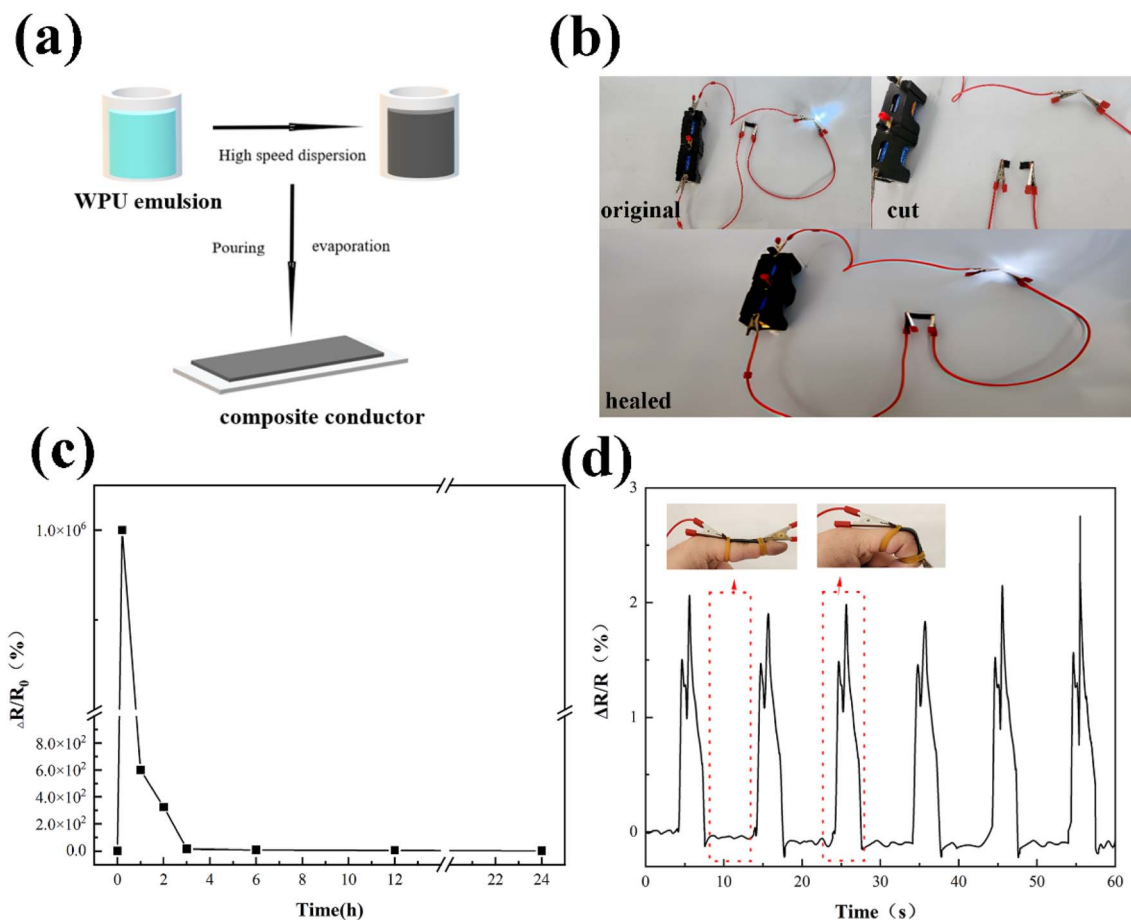 (a)
High speed dispersion
WPU emulsion
Pouring evaporation
composite conductor
(b)
original
cut
healed
(c)
1.0×10⁶
8.0×10²
6.0×10²
4.0×10²
2.0×10²
0.0
△R/R₀ (%)
0 2 4 6 8 10 12 22 24
Time(h)
(d)
3
2
1
0
ΔR/R (%)
0 10 20 30 40 50 60
Time (s)